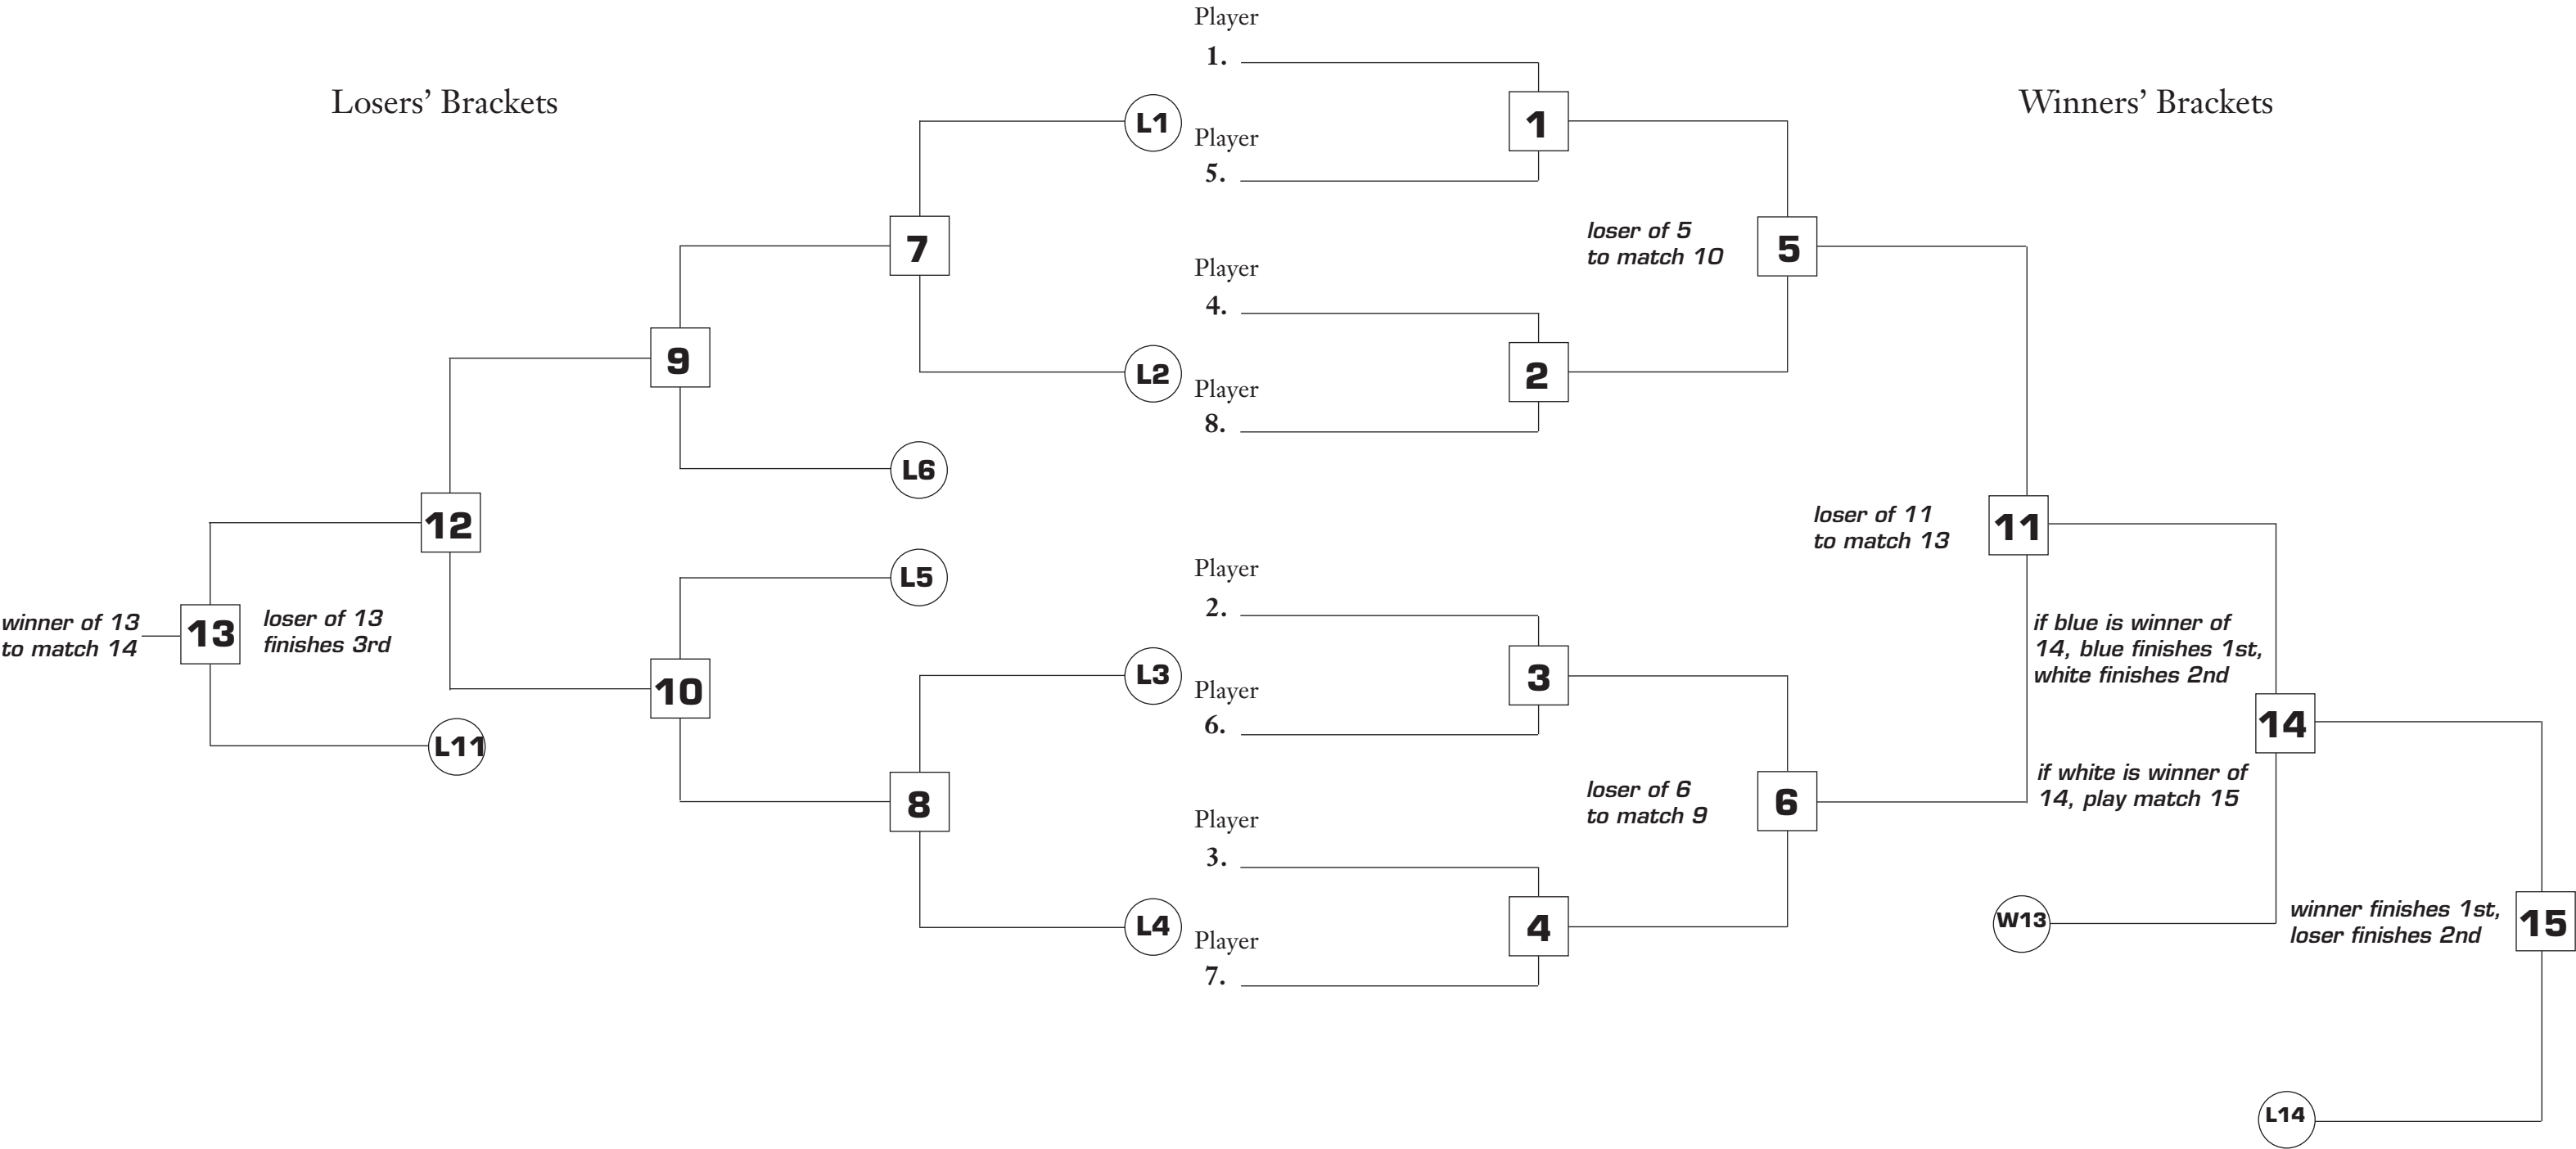 Losers’ Brackets
Winners’ Brackets
Player
1.
Player
5.
Player
4.
Player
8.
Player
2.
Player
6.
Player
3.
Player
7.
L1
L2
L3
L4
7
8
9
L6
L5
10
12
L11
13
winner of 13
to match 14
loser of 13
finishes 3rd
1
2
3
4
loser of 5
to match 10
5
loser of 6
to match 9
6
loser of 11
to match 13
11
if blue is winner of
14, blue finishes 1st,
white finishes 2nd
14
if white is winner of
14, play match 15
W13
winner finishes 1st,
loser finishes 2nd
15
L14